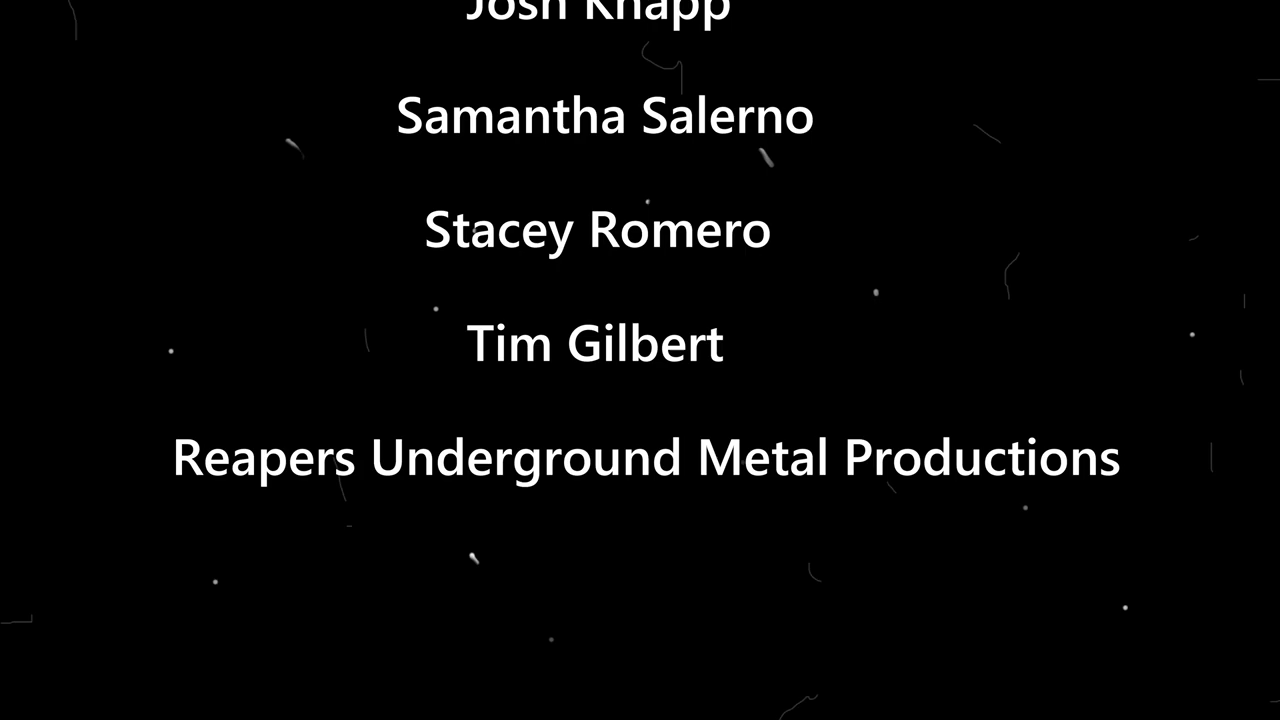 Josh Knapp
Samantha Salerno
Stacey Romero
Tim Gilbert
Reapers Underground Metal Productions